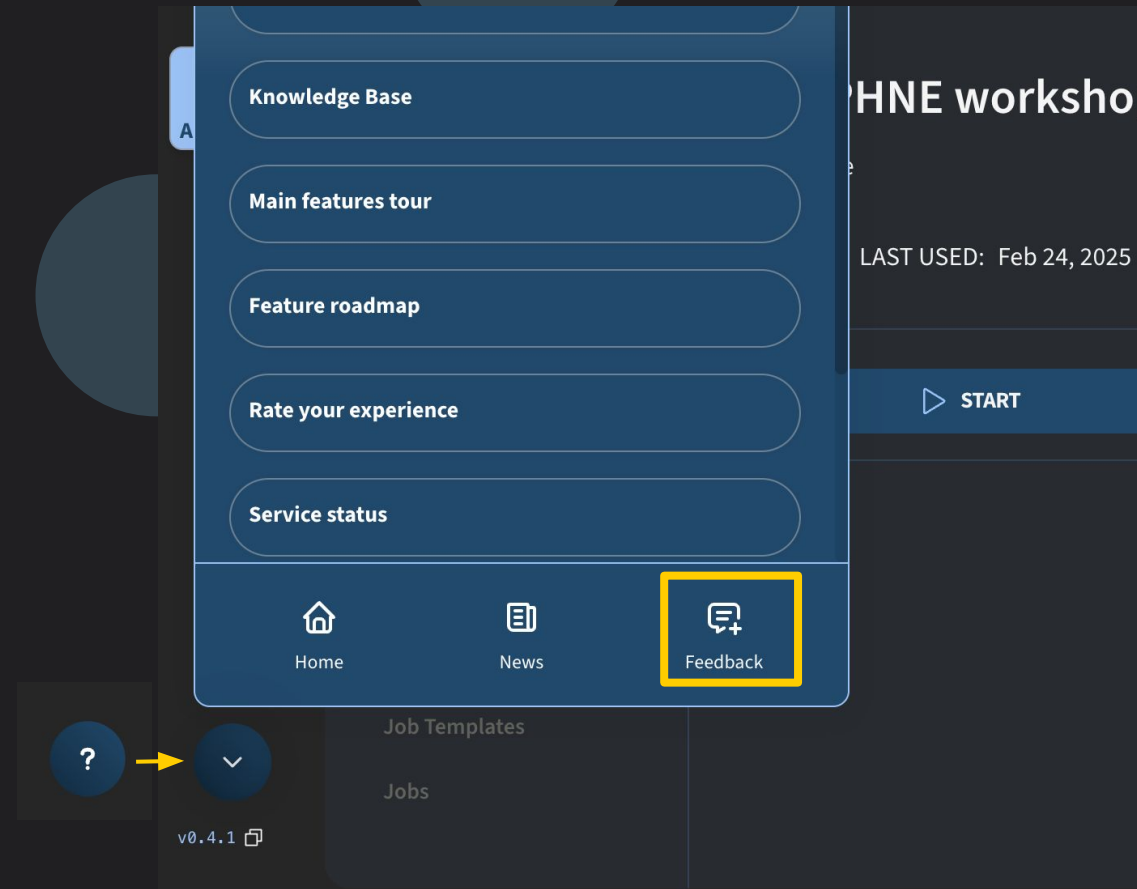 Knowledge Base
Main features tour
Feature roadmap
Rate your experience
Service status
Home
News
Feedback
A
HNE worksho
e
LAST USED: Feb 24, 2025
START
Job Templates
Jobs
?
v0.4.1